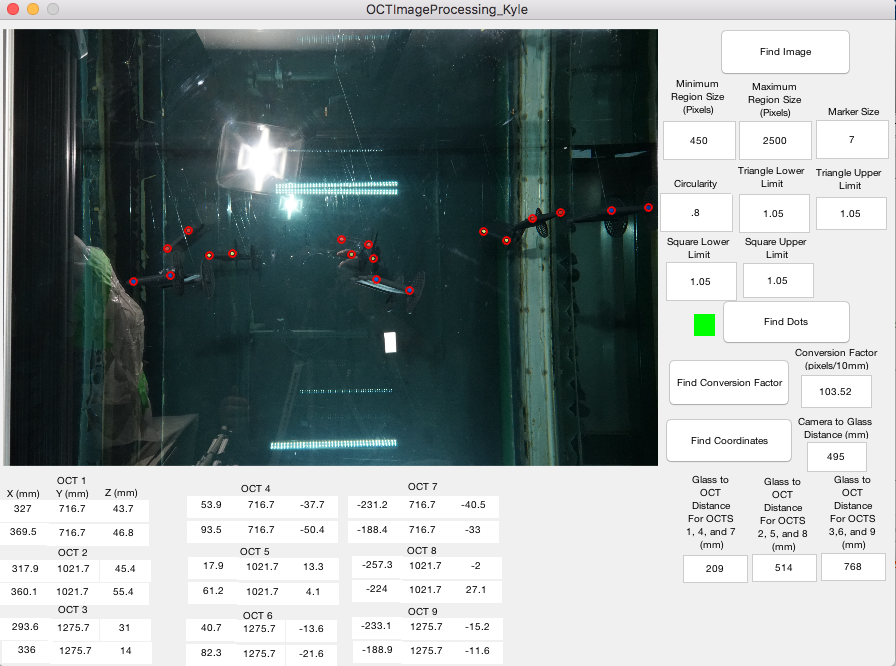 OCTImageProcessing_Kyle
Find Image
Minimum
Region Size
(Pixels)
Maximum
Region Size
(Pixels)
Marker Size
450
2500
7
Circularity
Triangle Lower
Limit
Triangle Upper
Limit
.8
1.05
1.05
Square Lower
Limit
Square Upper
Limit
1.05
1.05
Find Dots
Conversion Factor
(pixels/10mm)
Find Conversion Factor
103.52
Camera to Glass
Distance (mm)
Find Coordinates
495
Glass to
OCT
Distance
For OCTS
1, 4, and 7
(mm)
Glass to
OCT
Distance
For OCTS
2, 5, and 8
(mm)
Glass to
OCT
Distance
For OCTS
3,6, and 9
(mm)
209
514
768
OCT 1
X (mm) Y (mm) Z (mm)
327 716.7 43.7
369.5 716.7 46.8
OCT 2
317.9 1021.7 45.4
360.1 1021.7 55.4
OCT 3
293.6 1275.7 31
336 1275.7 14
OCT 4
53.9 716.7 -37.7
93.5 716.7 -50.4
OCT 5
17.9 1021.7 13.3
61.2 1021.7 4.1
OCT 6
40.7 1275.7 -13.6
82.3 1275.7 -21.6
OCT 7
-231.2 716.7 -40.5
-188.4 716.7 -33
OCT 8
-257.3 1021.7 -2
-224 1021.7 27.1
OCT 9
-233.1 1275.7 -15.2
-188.9 1275.7 -11.6